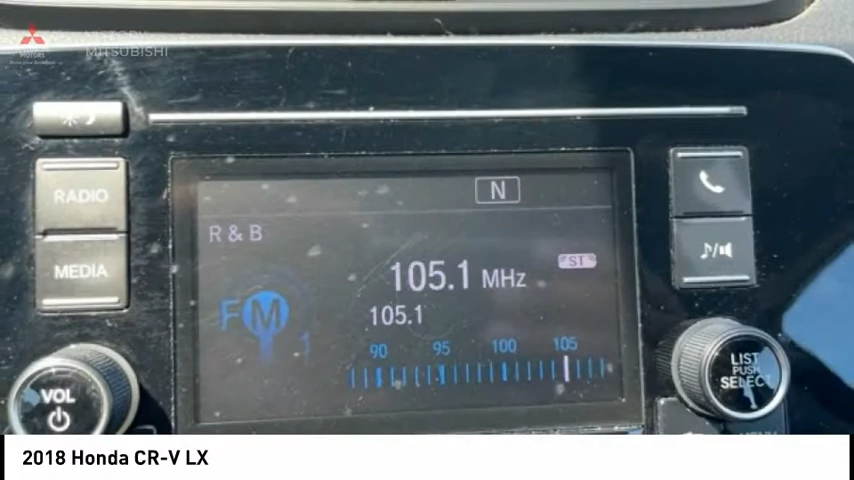 MITSUBISHI
RADIO
MEDIA
VOL
N
R & B
105.1 MHz
ST
105.1
FM 1
90 95 100 105
LIST
PUSH
SELECT
2018 Honda CR-V LX